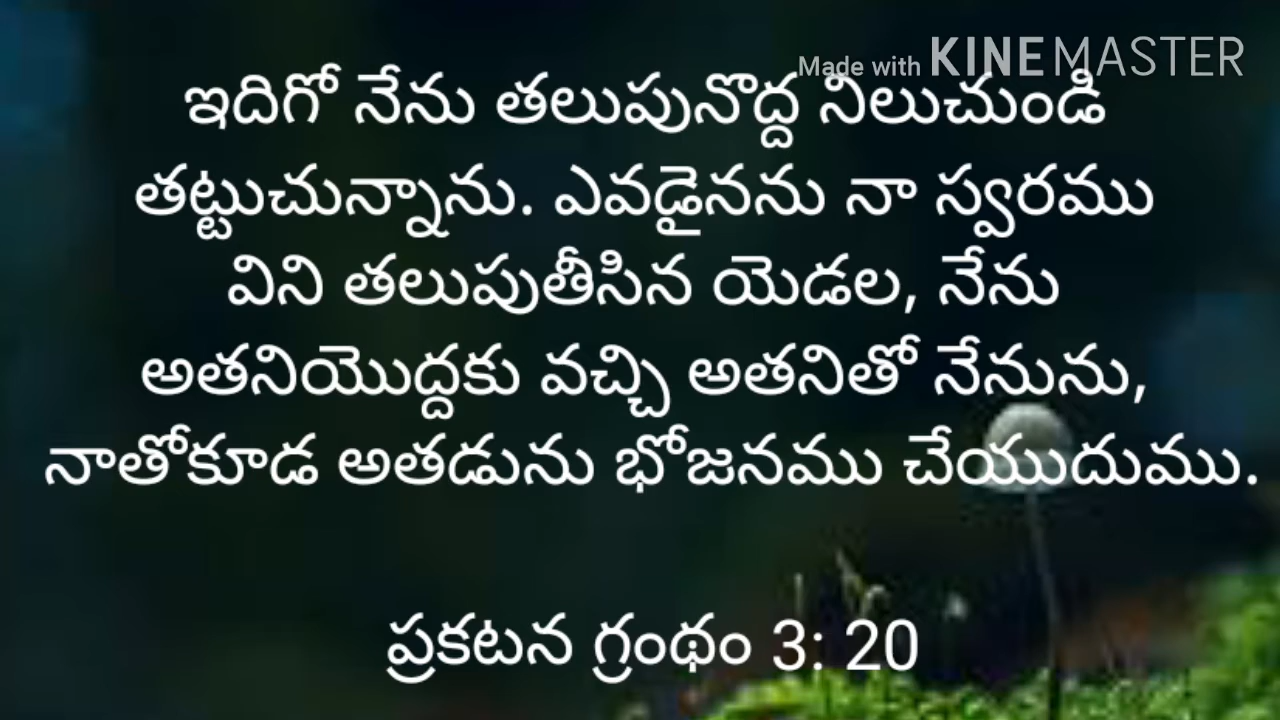 Made with KINEMASTER
ఇదిగో నేను తలుపునొద్ద నిలుచుండి
తట్టుచున్నాను. ఎవడైనను నా స్వరము
విని తలుపుతీసిన యెడల, నేను
అతనియొద్దకు వచ్చి అతనితో నేనును,
నాతోకూడ అతడును భోజనము చేయుదుము.
ప్రకటన గ్రంథం 3: 20